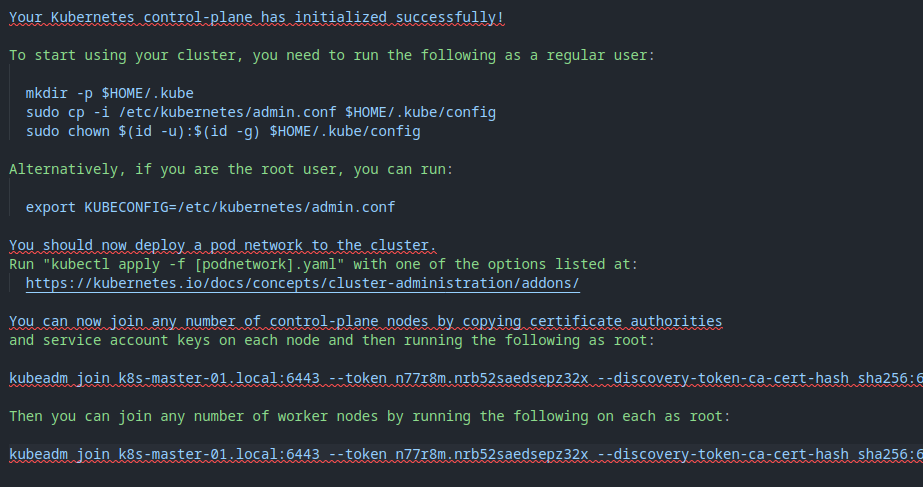 Your Kubernetes control-plane has initialized successfully!
To start using your cluster, you need to run the following as a regular user:
mkdir -p $HOME/.kube
sudo cp -i /etc/kubernetes/admin.conf $HOME/.kube/config
sudo chown $(id -u):$(id -g) $HOME/.kube/config
Alternatively, if you are the root user, you can run:
export KUBECONFIG=/etc/kubernetes/admin.conf
You should now deploy a pod network to the cluster.
Run "kubectl apply -f [podnetwork].yaml" with one of the options listed at:
https://kubernetes.io/docs/concepts/cluster-administration/addons/
You can now join any number of control-plane nodes by copying certificate authorities
and service account keys on each node and then running the following as root:
kubeadm join k8s-master-01.local:6443 --token n77r8m.nrb52saedsepz32x --discovery-token-ca-cert-hash sha256:6
Then you can join any number of worker nodes by running the following on each as root:
kubeadm join k8s-master-01.local:6443 --token n77r8m.nrb52saedsepz32x --discovery-token-ca-cert-hash sha256:6